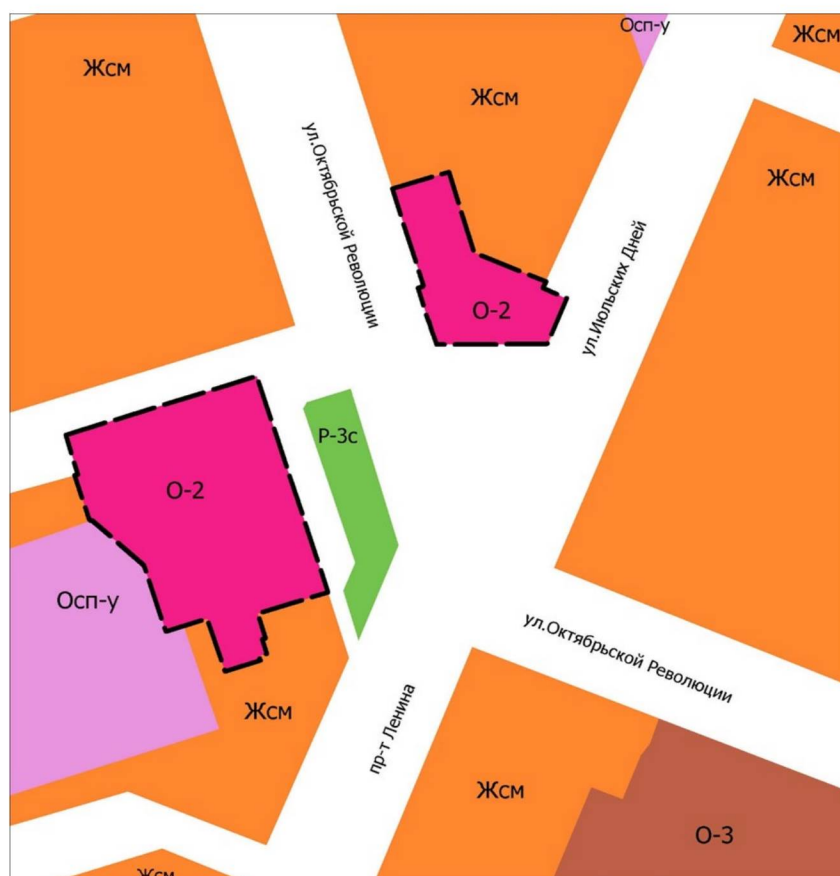 Осп-у
Жсм
Жсм
Жсм
Жсм
ул.Октябрьской Революции
ул.Июльских Дней
О-2
Р-3с
О-2
Осп-у
ул.Октябрьской Революции
Жсм
пр-т Ленина
Жсм
О-3
Жсм